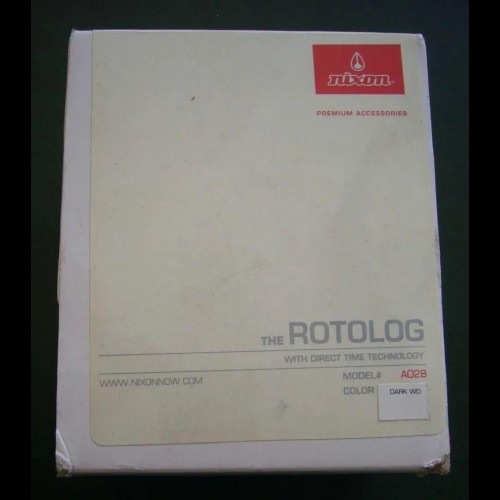 nixon
PREMIUM ACCESSORIES
THE ROTOLOG
WITH DIRECT TIME TECHNOLOGY.
WWW.NIXONNOW.COM
MODEL# A028
COLOR DARK WD